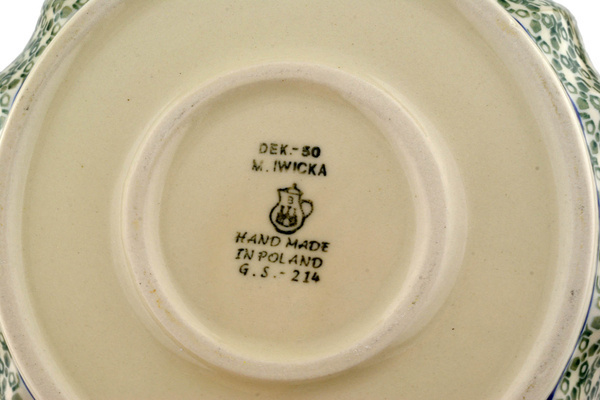 DEK.- 50
M. IWICKA
HAND MADE
IN POLAND
G.S.- 214